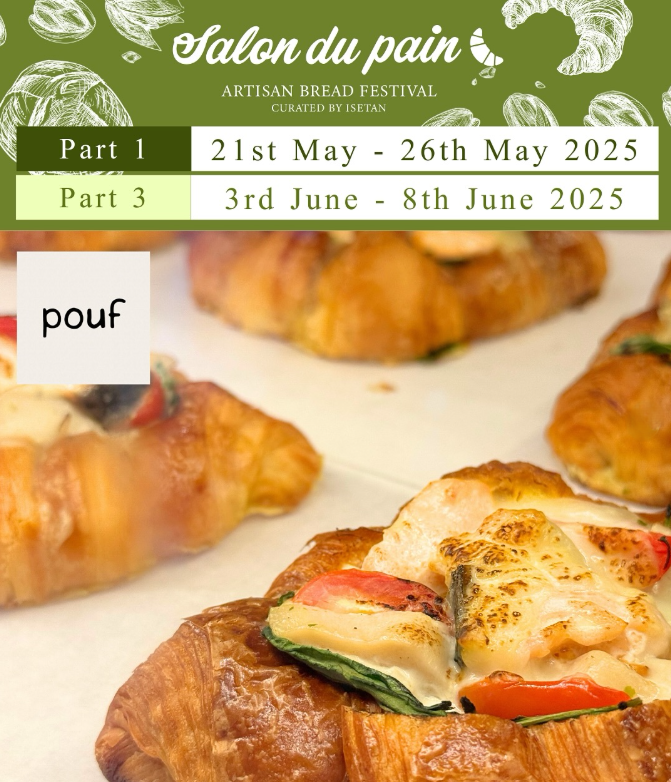 Salon du pain
ARTISAN BREAD FESTIVAL
CURATED BY ISETAN
Part 1 21st May - 26th May 2025
Part 3 3rd June - 8th June 2025
pouf